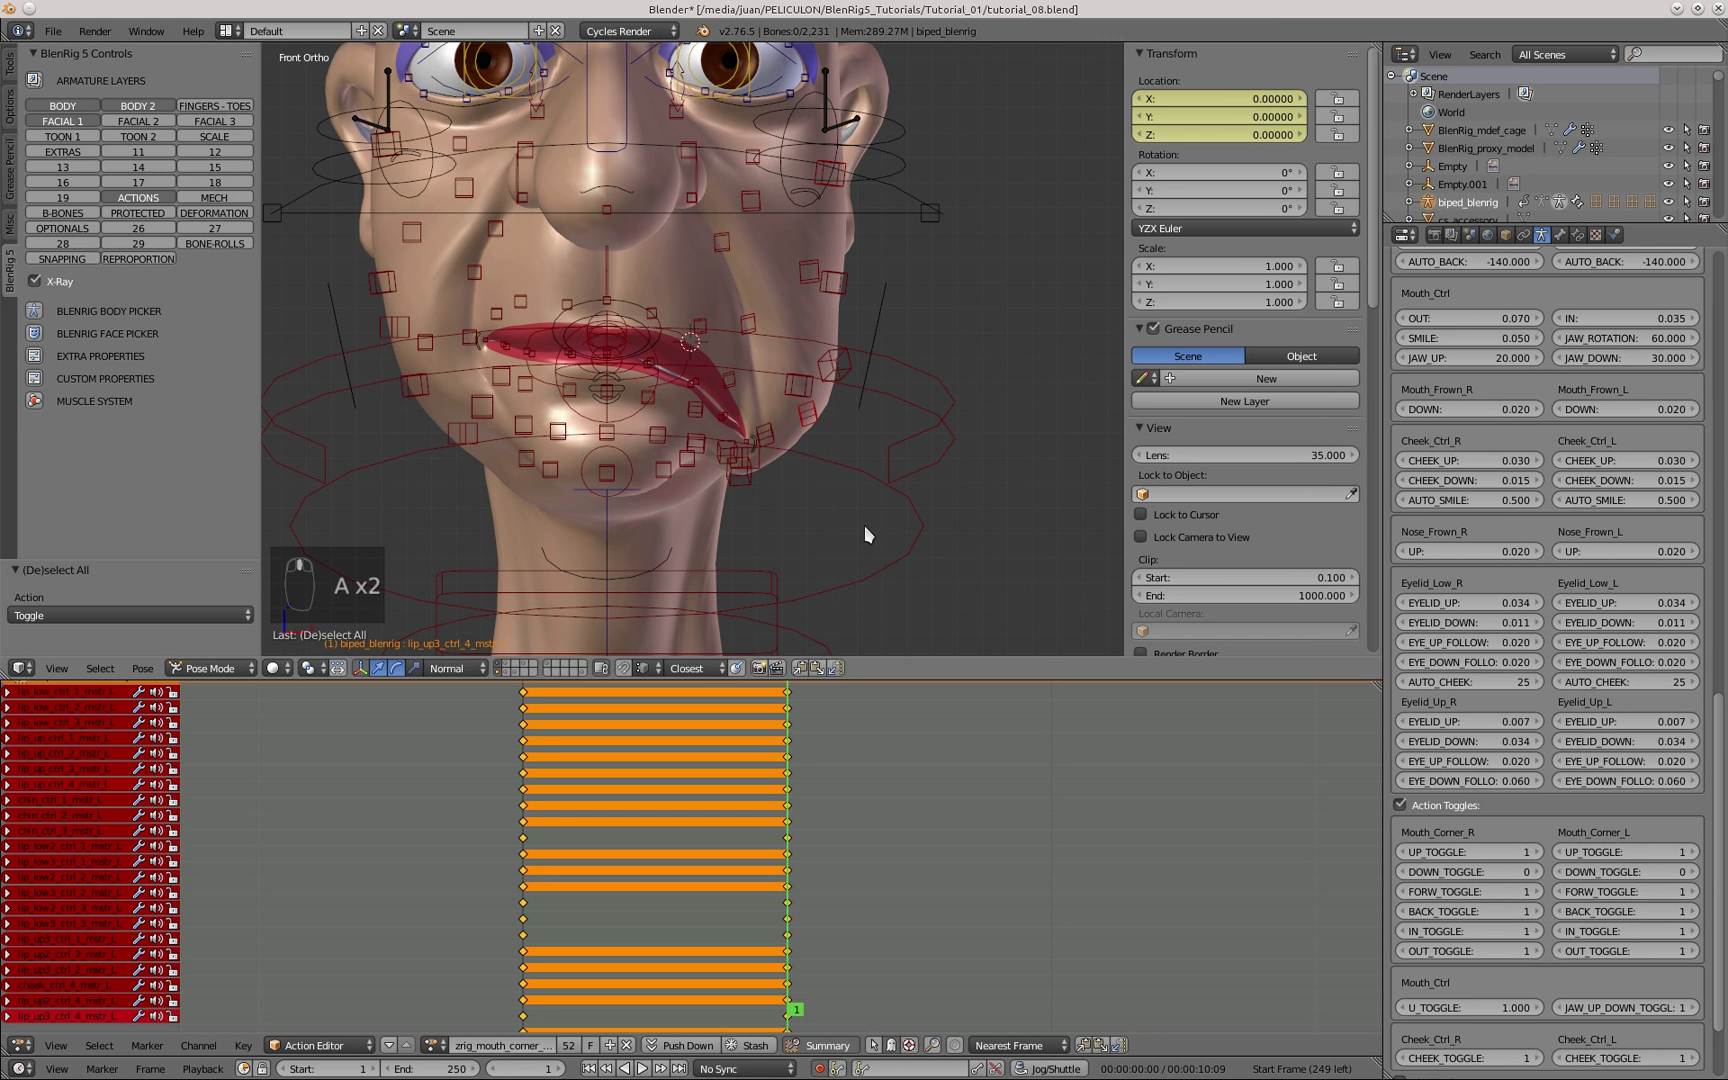 Blender* [/media/juan/PELICULON/BlenRig5_Tutorials/Tutorial_01/tutorial_08.blend]
File Render Window Help Default Scene Cycles Render v2.76.5 | Bones:0/2,231 | Mem:289.27M | biped_blenrig
Tools
Options
Grease Pencil
Misc
BlenRig 5
BlenRig 5 Controls
ARMATURE LAYERS
BODY BODY 2 FINGERS - TOES
FACIAL 1 FACIAL 2 FACIAL 3
TOON 1 TOON 2 SCALE
EXTRAS 11 12
13 14 15
16 17 18
19 ACTIONS MECH
B-BONES PROTECTED DEFORMATION
OPTIONALS 26 27
28 29 BONE-ROLLS
SNAPPING REPROPORTION
X-Ray
BLENRIG BODY PICKER
BLENRIG FACE PICKER
EXTRA PROPERTIES
CUSTOM PROPERTIES
MUSCLE SYSTEM
(De)select All
Action
Toggle
Front Ortho
A x2
Last: (De)select All
(1) biped_blenrig : lip_up3_ctrl_4_mstr
Transform
Location:
X: 0.00000
Y: 0.00000
Z: 0.00000
Rotation:
X: 0°
Y: 0°
Z: 0°
YZX Euler
Scale:
X: 1.000
Y: 1.000
Z: 1.000
Grease Pencil
Scene Object
New
New Layer
View
Lens: 35.000
Lock to Object:
Lock to Cursor
Lock Camera to View
Clip:
Start: 0.100
End: 1000.000
Local Camera:
Render Border
View Search All Scenes
Scene
RenderLayers
World
BlenRig_mdef_cage
BlenRig_proxy_model
Empty
Empty.001
biped_blenrig
cs_accessory
AUTO_BACK: -140.000 AUTO_BACK: -140.000
Mouth_Ctrl
OUT: 0.070 IN: 0.035
SMILE: 0.050 JAW_ROTATION: 60.000
JAW_UP: 20.000 JAW_DOWN: 30.000
Mouth_Frown_R Mouth_Frown_L
DOWN: 0.020 DOWN: 0.020
Cheek_Ctrl_R Cheek_Ctrl_L
CHEEK_UP: 0.030 CHEEK_UP: 0.030
CHEEK_DOWN: 0.015 CHEEK_DOWN: 0.015
AUTO_SMILE: 0.500 AUTO_SMILE: 0.500
Nose_Frown_R Nose_Frown_L
UP: 0.020 UP: 0.020
Eyelid_Low_R Eyelid_Low_L
EYELID_UP: 0.034 EYELID_UP: 0.034
EYELID_DOWN: 0.011 EYELID_DOWN: 0.011
EYE_UP_FOLLOW: 0.020 EYE_UP_FOLLOW: 0.020
EYE_DOWN_FOLLO: 0.020 EYE_DOWN_FOLLO: 0.020
AUTO_CHEEK: 25 AUTO_CHEEK: 25
Eyelid_Up_R Eyelid_Up_L
EYELID_UP: 0.007 EYELID_UP: 0.007
EYELID_DOWN: 0.034 EYELID_DOWN: 0.034
EYE_UP_FOLLOW: 0.020 EYE_UP_FOLLOW: 0.020
EYE_DOWN_FOLLO: 0.060 EYE_DOWN_FOLLO: 0.060
Action Toggles:
Mouth_Corner_R Mouth_Corner_L
UP_TOGGLE: 1 UP_TOGGLE: 1
DOWN_TOGGLE: 0 DOWN_TOGGLE: 0
FORW_TOGGLE: 1 FORW_TOGGLE: 1
BACK_TOGGLE: 1 BACK_TOGGLE: 1
IN_TOGGLE: 1 IN_TOGGLE: 1
OUT_TOGGLE: 1 OUT_TOGGLE: 1
Mouth_Ctrl
U_TOGGLE: 1.000 JAW_UP_DOWN_TOGGL: 1
Cheek_Ctrl_R Cheek_Ctrl_L
CHEEK_TOGGLE: 1 CHEEK_TOGGLE: 1
View Select Pose Pose Mode Normal Closest
lip_low_ctrl_1_mstr_L
lip_low_ctrl_2_mstr_L
lip_low_ctrl_3_mstr_L
lip_up_ctrl_1_mstr_L
lip_up_ctrl_2_mstr_L
lip_up_ctrl_3_mstr_L
lip_up_ctrl_4_mstr_L
chin_ctrl_1_mstr_L
chin_ctrl_2_mstr_L
chin_ctrl_3_mstr_L
lip_low2_ctrl_1_mstr_L
lip_low3_ctrl_1_mstr_L
lip_low2_ctrl_2_mstr_L
lip_low3_ctrl_2_mstr_L
lip_low2_ctrl_3_mstr_L
lip_low3_ctrl_3_mstr_L
lip_up3_ctrl_1_mstr_L
lip_up2_ctrl_2_mstr_L
lip_up3_ctrl_2_mstr_L
cheek_ctrl_4_mstr_L
lip_up2_ctrl_4_mstr_L
lip_up3_ctrl_4_mstr_L
1
View Select Marker Channel Key Action Editor zrig_mouth_corner_... 52 F Push Down Stash Summary Nearest Frame
View Marker Frame Playback Start: 1 End: 250 1 No Sync Jog/Shuttle 00:00:00:00 / 00:00:10:09 Start Frame (249 left)